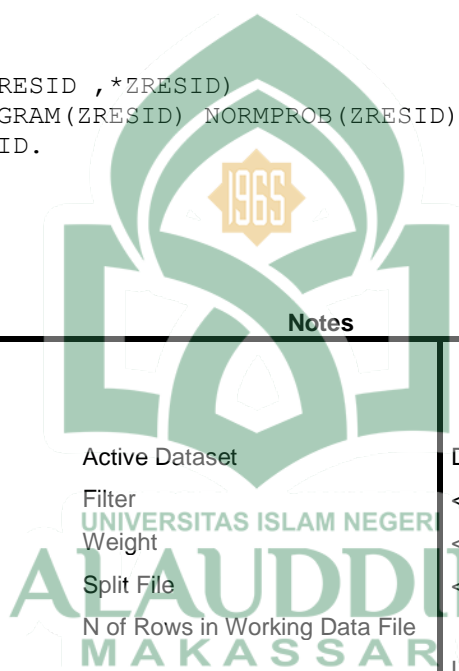 RESID ,*ZRESID)
GRAM(ZRESID) NORMPROB(ZRESID)
ID.
1965
Notes
Active Dataset
Filter <
UNIVERSITAS ISLAM NEGERI
Weight <
ALAUDDI
Split File <
N of Rows in Working Data File
MAKASSAR